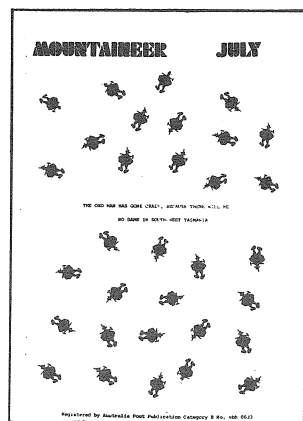 MOUNTAINEER JULY
THE OLD MAN HAS GONE CRAZY, BECAUSE THERE WILL BE
NO DAMS IN SOUTH WEST TASMANIA
Registered by Australia Post Publication Category B No. vbh